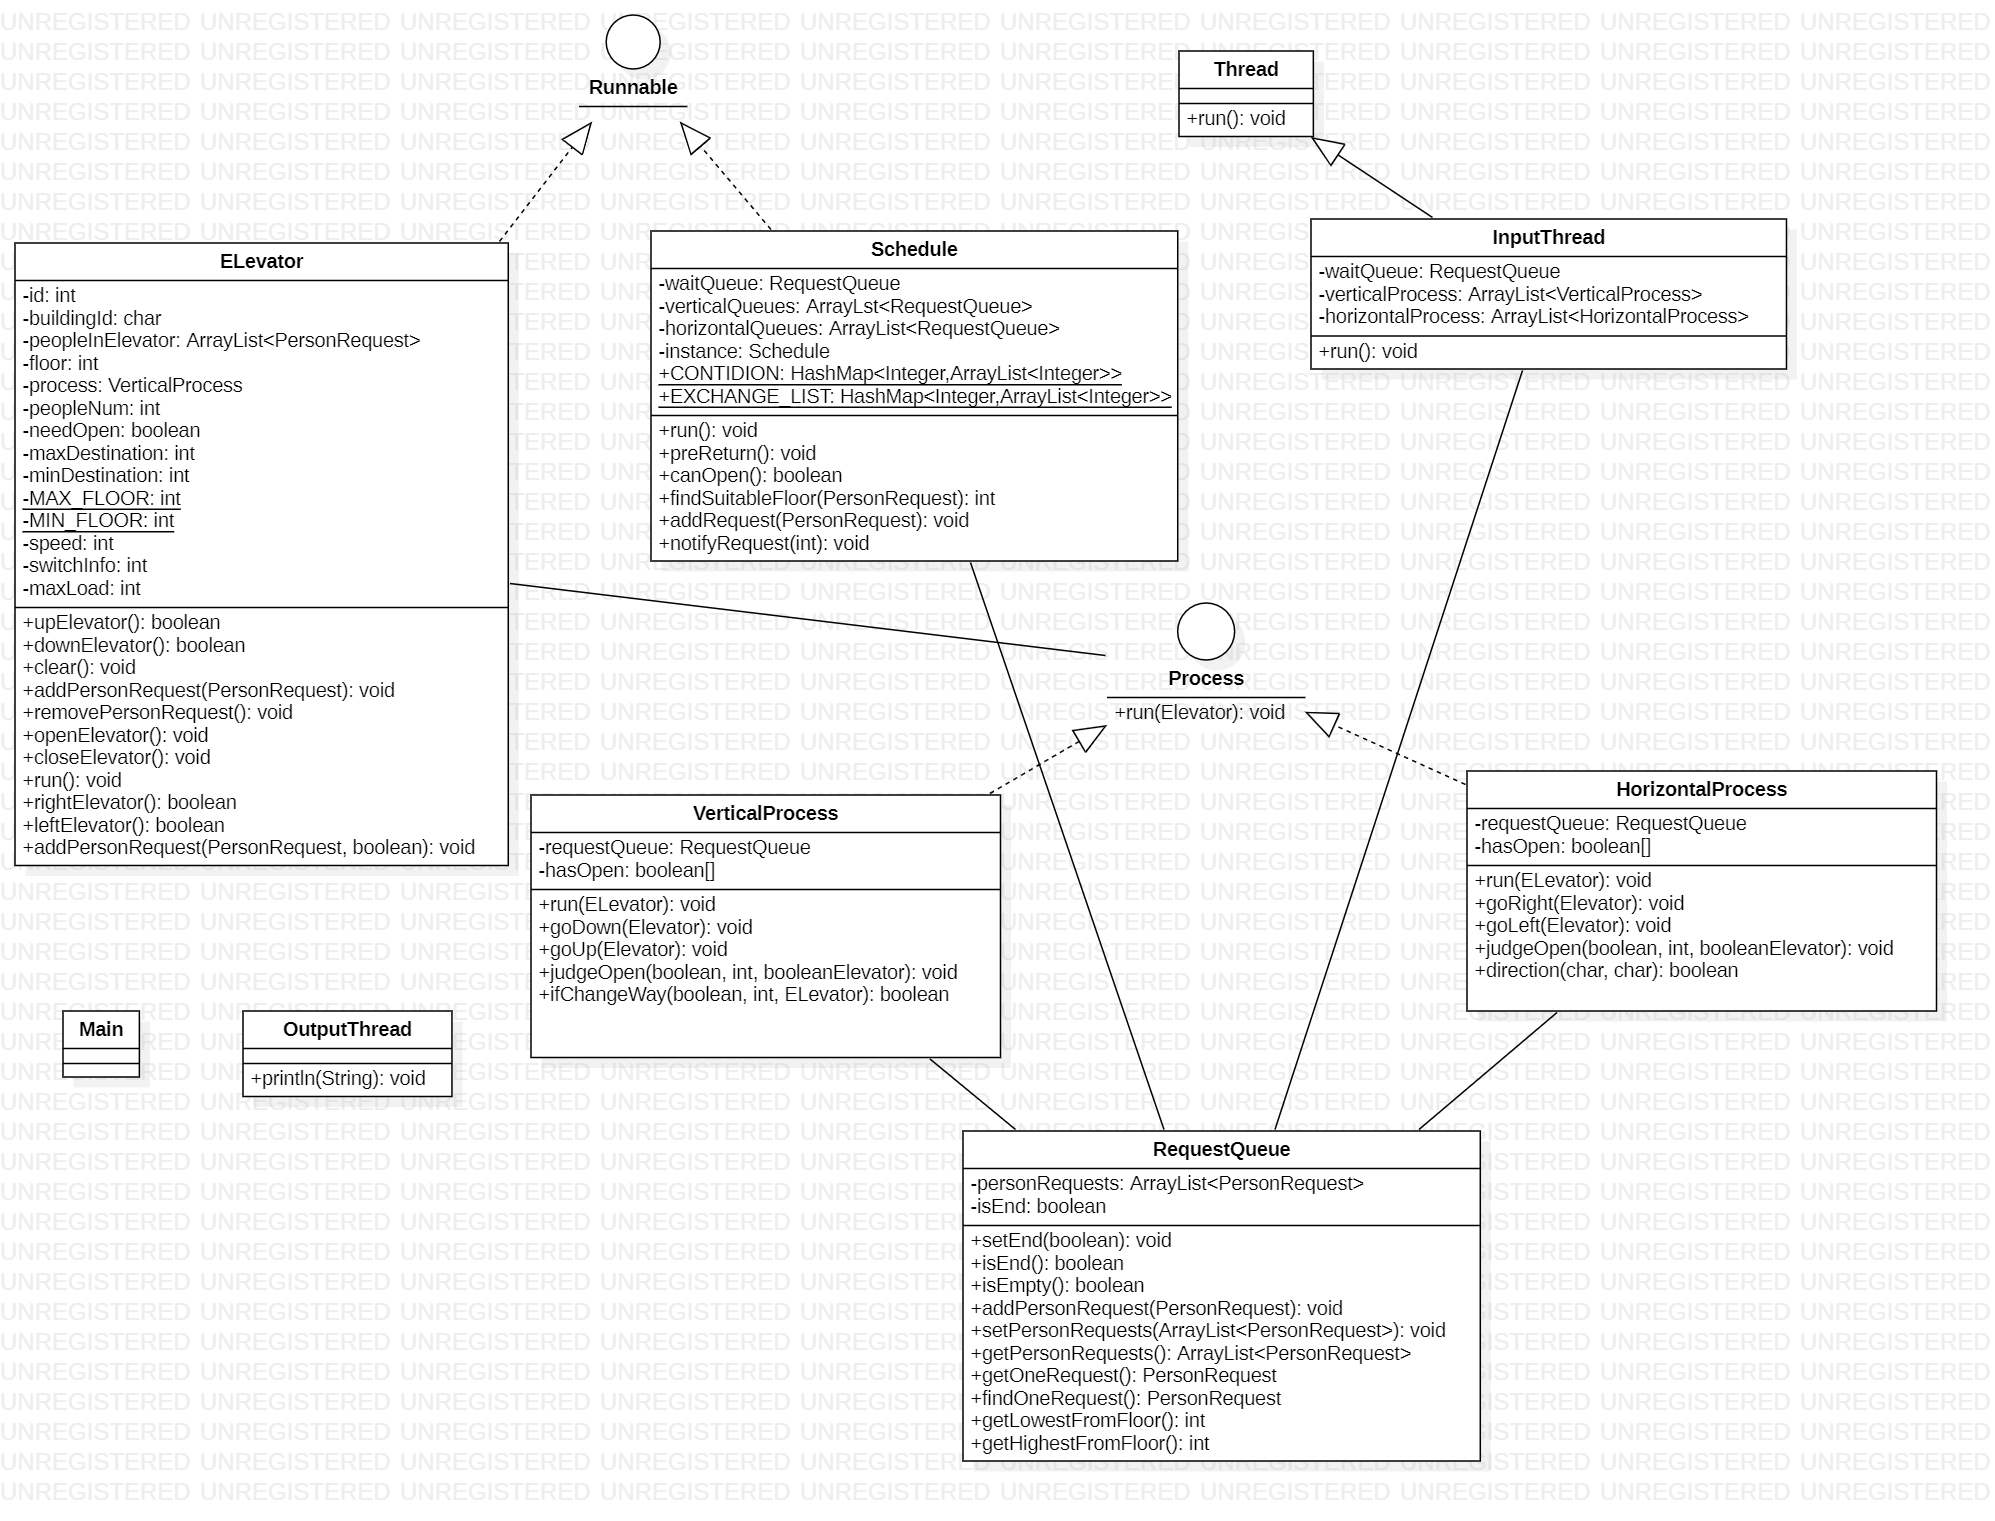 Runnable
Thread
+run(): void
ELevator
-id: int
-buildingId: char
-peopleInElevator: ArrayList<PersonRequest>
-floor: int
-process: VerticalProcess
-peopleNum: int
-needOpen: boolean
-maxDestination: int
-minDestination: int
-MAX_FLOOR: int
-MIN_FLOOR: int
-speed: int
-switchInfo: int
-maxLoad: int
+upElevator(): boolean
+downElevator(): boolean
+clear(): void
+addPersonRequest(PersonRequest): void
+removePersonRequest(): void
+openElevator(): void
+closeElevator(): void
+run(): void
+rightElevator(): boolean
+leftElevator(): boolean
+addPersonRequest(PersonRequest, boolean): void
Schedule
-waitQueue: RequestQueue
-verticalQueues: ArrayLst<RequestQueue>
-horizontalQueues: ArrayList<RequestQueue>
-instance: Schedule
+CONTIDION: HashMap<Integer,ArrayList<Integer>>
+EXCHANGE_LIST: HashMap<Integer,ArrayList<Integer>>
+run(): void
+preReturn(): void
+canOpen(): boolean
+findSuitableFloor(PersonRequest): int
+addRequest(PersonRequest): void
+notifyRequest(int): void
InputThread
-waitQueue: RequestQueue
-verticalProcess: ArrayList<VerticalProcess>
-horizontalProcess: ArrayList<HorizontalProcess>
+run(): void
Process
+run(Elevator): void
VerticalProcess
-requestQueue: RequestQueue
-hasOpen: boolean[]
+run(ELevator): void
+goDown(Elevator): void
+goUp(Elevator): void
+judgeOpen(boolean, int, booleanElevator): void
+ifChangeWay(boolean, int, ELevator): boolean
HorizontalProcess
-requestQueue: RequestQueue
-hasOpen: boolean[]
+run(ELevator): void
+goRight(Elevator): void
+goLeft(Elevator): void
+judgeOpen(boolean, int, booleanElevator): void
+direction(char, char): boolean
Main
OutputThread
+println(String): void
RequestQueue
-personRequests: ArrayList<PersonRequest>
-isEnd: boolean
+setEnd(boolean): void
+isEnd(): boolean
+isEmpty(): boolean
+addPersonRequest(PersonRequest): void
+setPersonRequests(ArrayList<PersonRequest>): void
+getPersonRequests(): ArrayList<PersonRequest>
+getOneRequest(): PersonRequest
+findOneRequest(): PersonRequest
+getLowestFromFloor(): int
+getHighestFromFloor(): int
UNREGISTERED